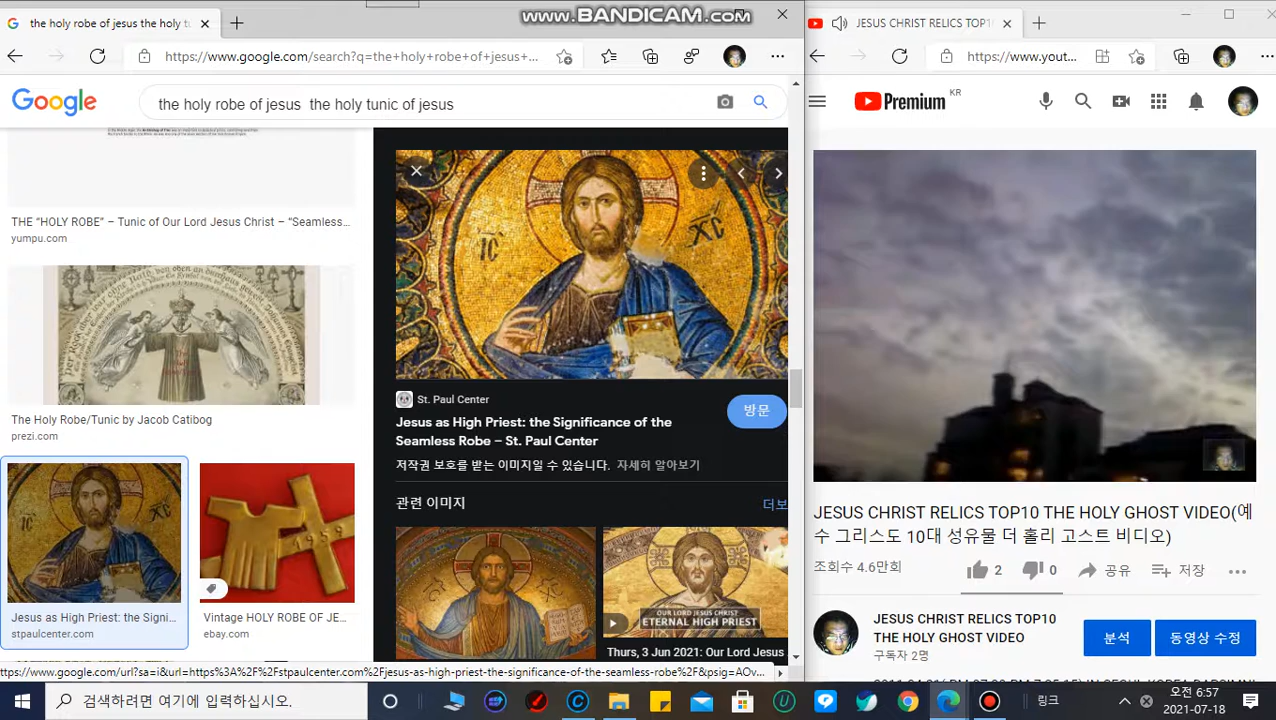 www.BANDICAM.com
the holy robe of jesus the holy t
https://www.google.com/search?q=the+holy+robe+of+jesus+...
Google
the holy robe of jesus  the holy tunic of jesus
THE “HOLY ROBE” – Tunic of Our Lord Jesus Christ – “Seamless...
yumpu.com
The Holy Robe/Tunic by Jacob Catibog
prezi.com
Jesus as High Priest: the Signi...
stpaulcenter.com
1959
Vintage HOLY ROBE OF JE...
ebay.com
St. Paul Center
방문
Jesus as High Priest: the Significance of the
Seamless Robe – St. Paul Center
저작권 보호를 받는 이미지일 수 있습니다. 자세히 알아보기
관련 이미지
더보
OUR LORD JESUS CHRIST
ETERNAL HIGH PRIEST
Thurs, 3 Jun 2021: Our Lord Jesus
https://www.google.com/url?sa=i&url=https%3A%2F%2Fstpaulcenter.com%2Fjesus-as-high-priest-the-significance-of-the-seamless-robe%2F&psig=AOv...
JESUS CHRIST RELICS TOP1
https://www.yout...
Premium KR
JESUS CHRIST RELICS TOP10 THE HOLY GHOST VIDEO(예
수 그리스도 10대 성유물 더 홀리 고스트 비디오)
조회수 4.6만회
2
0
공유
저장
JESUS CHRIST RELICS TOP10
THE HOLY GHOST VIDEO
구독자 2명
분석
동영상 수정
검색하려면 여기에 입력하십시오.
링크
오전 6:57
2021-07-18